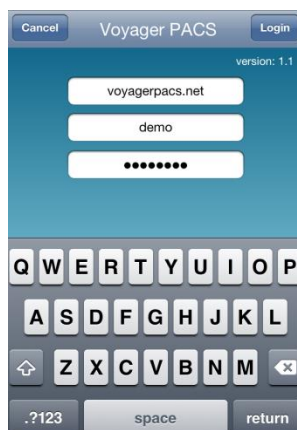 Cancel Voyager PACS Login
version: 1.1
voyagerpacs.net
demo
••••••••
Q W E R T Y U I O P
A S D F G H J K L
Z X C V B N M
.?123 space return